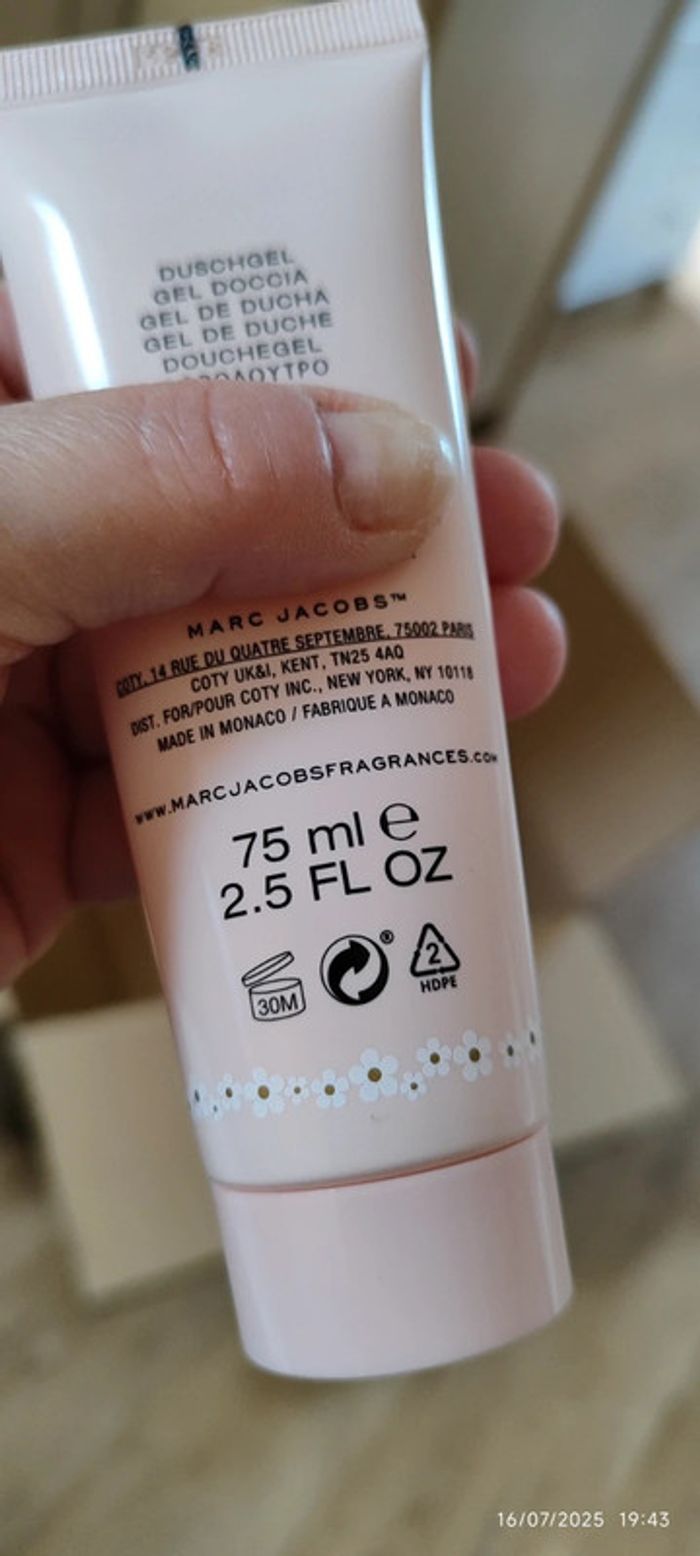 DUSCHGEL
GEL DOCCIA
GEL DE DUCHA
GEL DE DUCHE
DOUCHEGEL
MARC JACOBS™
COTY, 14 RUE DU QUATRE SEPTEMBRE, 75002 PARIS
COTY UK&I, KENT, TN25 4AQ
DIST. FOR/POUR COTY INC., NEW YORK, NY 10118
MADE IN MONACO / FABRIQUE A MONACO
WWW.MARCJACOBSFRAGRANCES.COM
75 ml ℮
2.5 FL OZ
30M
®
2
HDPE
16/07/2025 19:43